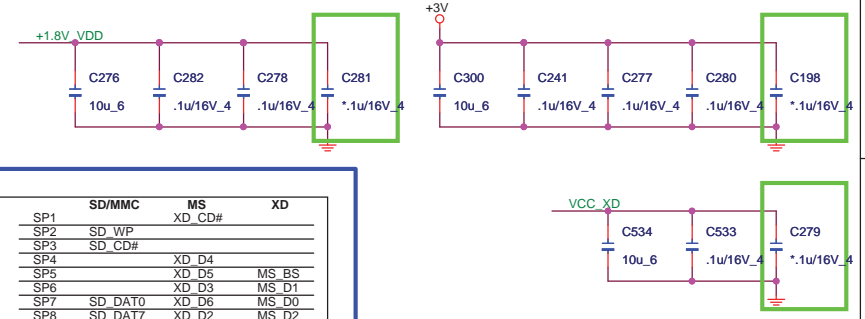 +1.8V_VDD
C276
10u_6
C282
.1u/16V_4
C278
.1u/16V_4
C281
*.1u/16V_4
+3V
C300
10u_6
C241
.1u/16V_4
C277
.1u/16V_4
C280
.1u/16V_4
C198
*.1u/16V_4
VCC_XD
C534
10u_6
C533
.1u/16V_4
C279
*.1u/16V_4
SD/MMC MS XD
SP1 XD_CD#
SP2 SD_WP
SP3 SD_CD#
SP4 XD_D4
SP5 XD_D5 MS_BS
SP6 XD_D3 MS_D1
SP7 SD_DAT0 XD_D6 MS_D0
SP8 SD_DAT7 XD_D2 MS_D2